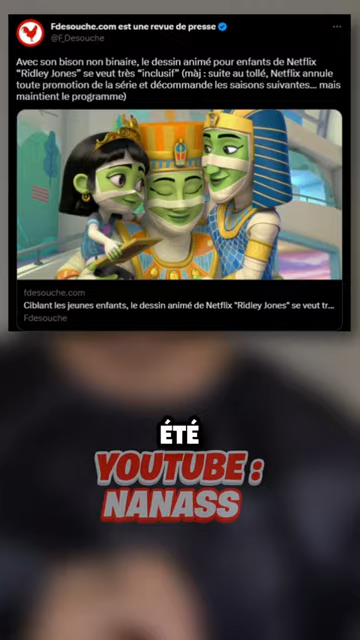 Fdesouche.com est une revue de presse
@F_Desouche
Avec son bison non binaire, le dessin animé pour enfants de Netflix
"Ridley Jones" se veut très "inclusif" (màj : suite au tollé, Netflix annule
toute promotion de la série et décommande les saisons suivantes... mais
maintient le programme)
fdesouche.com
Ciblant les jeunes enfants, le dessin animé de Netflix "Ridley Jones" se veut tr...
Fdesouche
ÉTÉ
YOUTUBE :
NANASS